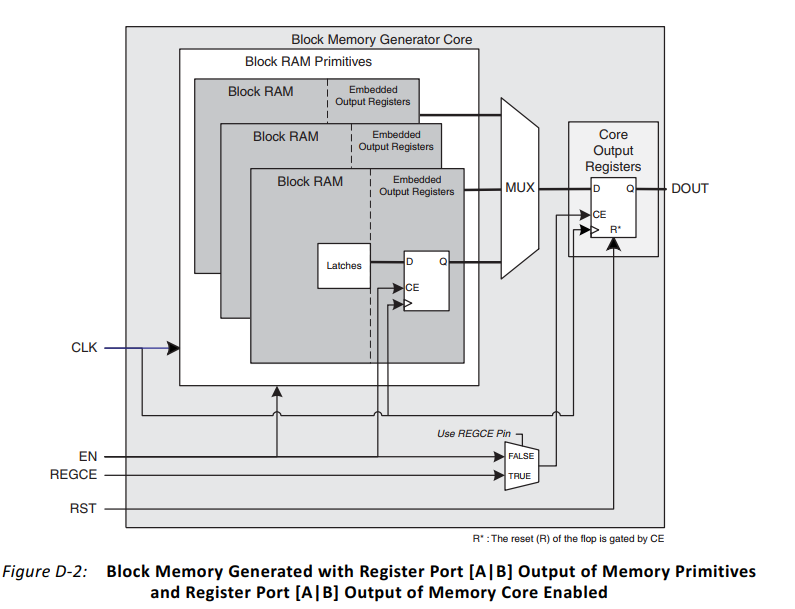 Block Memory Generator Core
Block RAM Primitives
Block RAM
Embedded
Output Registers
Block RAM
Embedded
Output Registers
Block RAM
Embedded
Output Registers
Latches
D
Q
CE
MUX
Core
Output
Registers
D
Q
CE
R*
DOUT
CLK
EN
REGCE
RST
Use REGCE Pin
FALSE
TRUE
R* : The reset (R) of the flop is gated by CE
Figure D-2: Block Memory Generated with Register Port [A|B] Output of Memory Primitives
and Register Port [A|B] Output of Memory Core Enabled